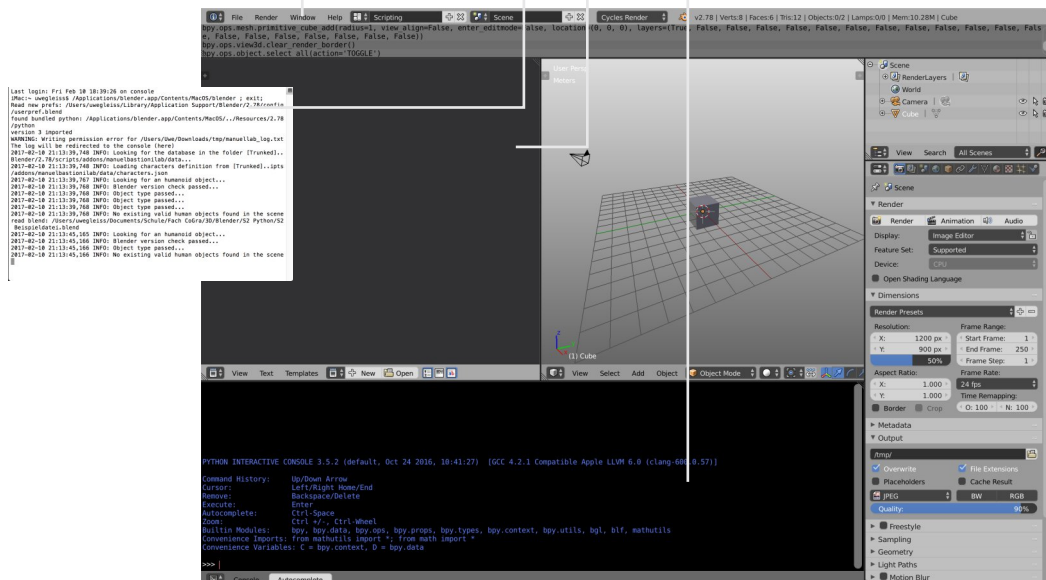 File Render Window Help Scripting Scene Cycles Render v2.78 | Verts:8 | Faces:6 | Tris:12 | Objects:0/2 | Lamps:0/0 | Mem:10.28M | Cube
bpy.ops.mesh.primitive_cube_add(radius=1, view_align=False, enter_editmode=False, location=(0, 0, 0), layers=(True, False, False, False, False, False, False, False, Fals
e, False, False, False, False, False, False, False))
bpy.ops.view3d.clear_render_border()
bpy.ops.object.select_all(action='TOGGLE')
Last login: Fri Feb 10 18:39:26 on console
iMac:~ uwegleiss$ /Applications/blender.app/Contents/MacOS/blender ; exit;
Read new prefs: /Users/uwegleiss/Library/Application Support/Blender/2.78/config
/userpref.blend
found bundled python: /Applications/blender.app/Contents/MacOS/../Resources/2.78
/python
version 3 imported
WARNING: Writing permission error for /Users/Uwe/Downloads/tmp/manuellab_log.txt
The log will be redirected to the console (here)
2017-02-10 21:13:39,748 INFO: Looking for the database in the folder [Trunked]..
Blender/2.78/scripts/addons/manuelbastionilab/data...
2017-02-10 21:13:39,748 INFO: Loading characters definition from [Trunked]..ipts
/addons/manuelbastionilab/data/characters.json
2017-02-10 21:13:39,767 INFO: Looking for an humanoid object...
2017-02-10 21:13:39,768 INFO: Blender version check passed...
2017-02-10 21:13:39,768 INFO: Object type passed...
2017-02-10 21:13:39,768 INFO: Object type passed...
2017-02-10 21:13:39,768 INFO: Object type passed...
2017-02-10 21:13:39,768 INFO: No existing valid human objects found in the scene
read blend: /Users/uwegleiss/Documents/Schule/Fach CoGra/3D/Blender/S2 Python/S2
Beispieldatei.blend
2017-02-10 21:13:45,165 INFO: Looking for an humanoid object...
2017-02-10 21:13:45,166 INFO: Blender version check passed...
2017-02-10 21:13:45,166 INFO: Object type passed...
2017-02-10 21:13:45,166 INFO: No existing valid human objects found in the scene
User Persp
Meters
(1) Cube
View Text Templates New Open
View Select Add Object Object Mode
PYTHON INTERACTIVE CONSOLE 3.5.2 (default, Oct 24 2016, 10:41:27) [GCC 4.2.1 Compatible Apple LLVM 6.0 (clang-600.0.57)]
Command History: Up/Down Arrow
Cursor: Left/Right Home/End
Remove: Backspace/Delete
Execute: Enter
Autocomplete: Ctrl-Space
Zoom: Ctrl +/-, Ctrl-Wheel
Builtin Modules: bpy, bpy.data, bpy.ops, bpy.props, bpy.types, bpy.context, bpy.utils, bgl, blf, mathutils
Convenience Imports: from mathutils import *; from math import *
Convenience Variables: C = bpy.context, D = bpy.data
>>>
Console Autocomplete
Scene
RenderLayers |
World
Camera |
Cube |
View Search All Scenes
Scene
Render
Render Animation Audio
Display: Image Editor
Feature Set: Supported
Device: CPU
Open Shading Language
Dimensions
Render Presets
Resolution: Frame Range:
X: 1200 px Start Frame: 1
Y: 900 px End Frame: 250
50% Frame Step: 1
Aspect Ratio: Frame Rate:
X: 1.000 24 fps
Y: 1.000 Time Remapping:
Border Crop O: 100 N: 100
Metadata
Output
/tmp/
Overwrite File Extensions
Placeholders Cache Result
JPEG BW RGB
Quality: 90%
Freestyle
Sampling
Geometry
Light Paths
Motion Blur